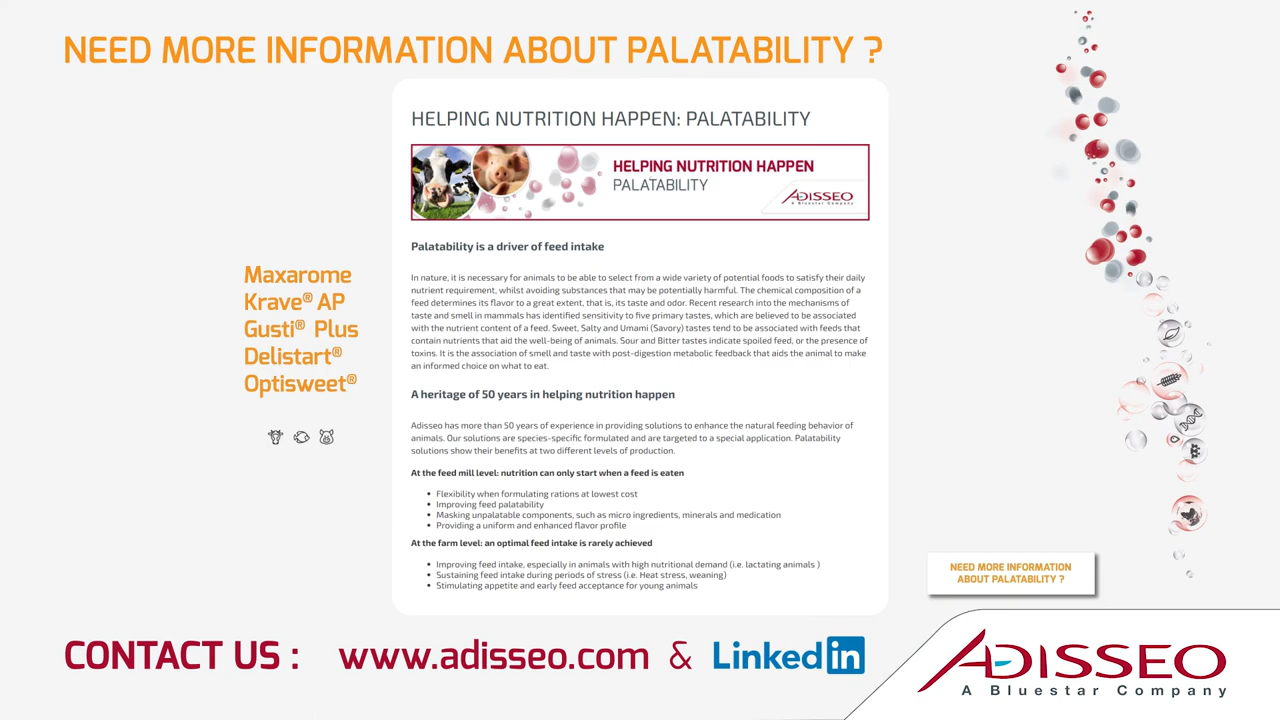 NEED MORE INFORMATION ABOUT PALATABILITY ?
HELPING NUTRITION HAPPEN: PALATABILITY
HELPING NUTRITION HAPPEN
PALATABILITY
ADISSEO
A Bluestar Company
Palatability is a driver of feed intake
In nature, it is necessary for animals to be able to select from a wide variety of potential foods to satisfy their daily
nutrient requirement, whilst avoiding substances that may be potentially harmful. The chemical composition of a
feed determines its flavor to a great extent, that is, its taste and odor. Recent research into the mechanisms of
taste and smell in mammals has identified sensitivity to five primary tastes, which are believed to be associated
with the nutrient content of a feed. Sweet, Salty and Umami (Savory) tastes tend to be associated with feeds that
contain nutrients that aid the well-being of animals. Sour and Bitter tastes indicate spoiled feed, or the presence of
toxins. It is the association of smell and taste with post-digestion metabolic feedback that aids the animal to make
an informed choice on what to eat.
A heritage of 50 years in helping nutrition happen
Adisseo has more than 50 years of experience in providing solutions to enhance the natural feeding behavior of
animals. Our solutions are species-specific formulated and are targeted to a special application. Palatability
solutions show their benefits at two different levels of production.
At the feed mill level: nutrition can only start when a feed is eaten
• Flexibility when formulating rations at lowest cost
• Improving feed palatability
• Masking unpalatable components, such as micro ingredients, minerals and medication
• Providing a uniform and enhanced flavor profile
At the farm level: an optimal feed intake is rarely achieved
• Improving feed intake, especially in animals with high nutritional demand (i.e. lactating animals )
• Sustaining feed intake during periods of stress (i.e. Heat stress, weaning)
• Stimulating appetite and early feed acceptance for young animals
Maxarome
Krave® AP
Gusti® Plus
Delistart®
Optisweet®
NEED MORE INFORMATION
ABOUT PALATABILITY ?
CONTACT US : www.adisseo.com & Linkedin
ADISSEO
A Bluestar Company